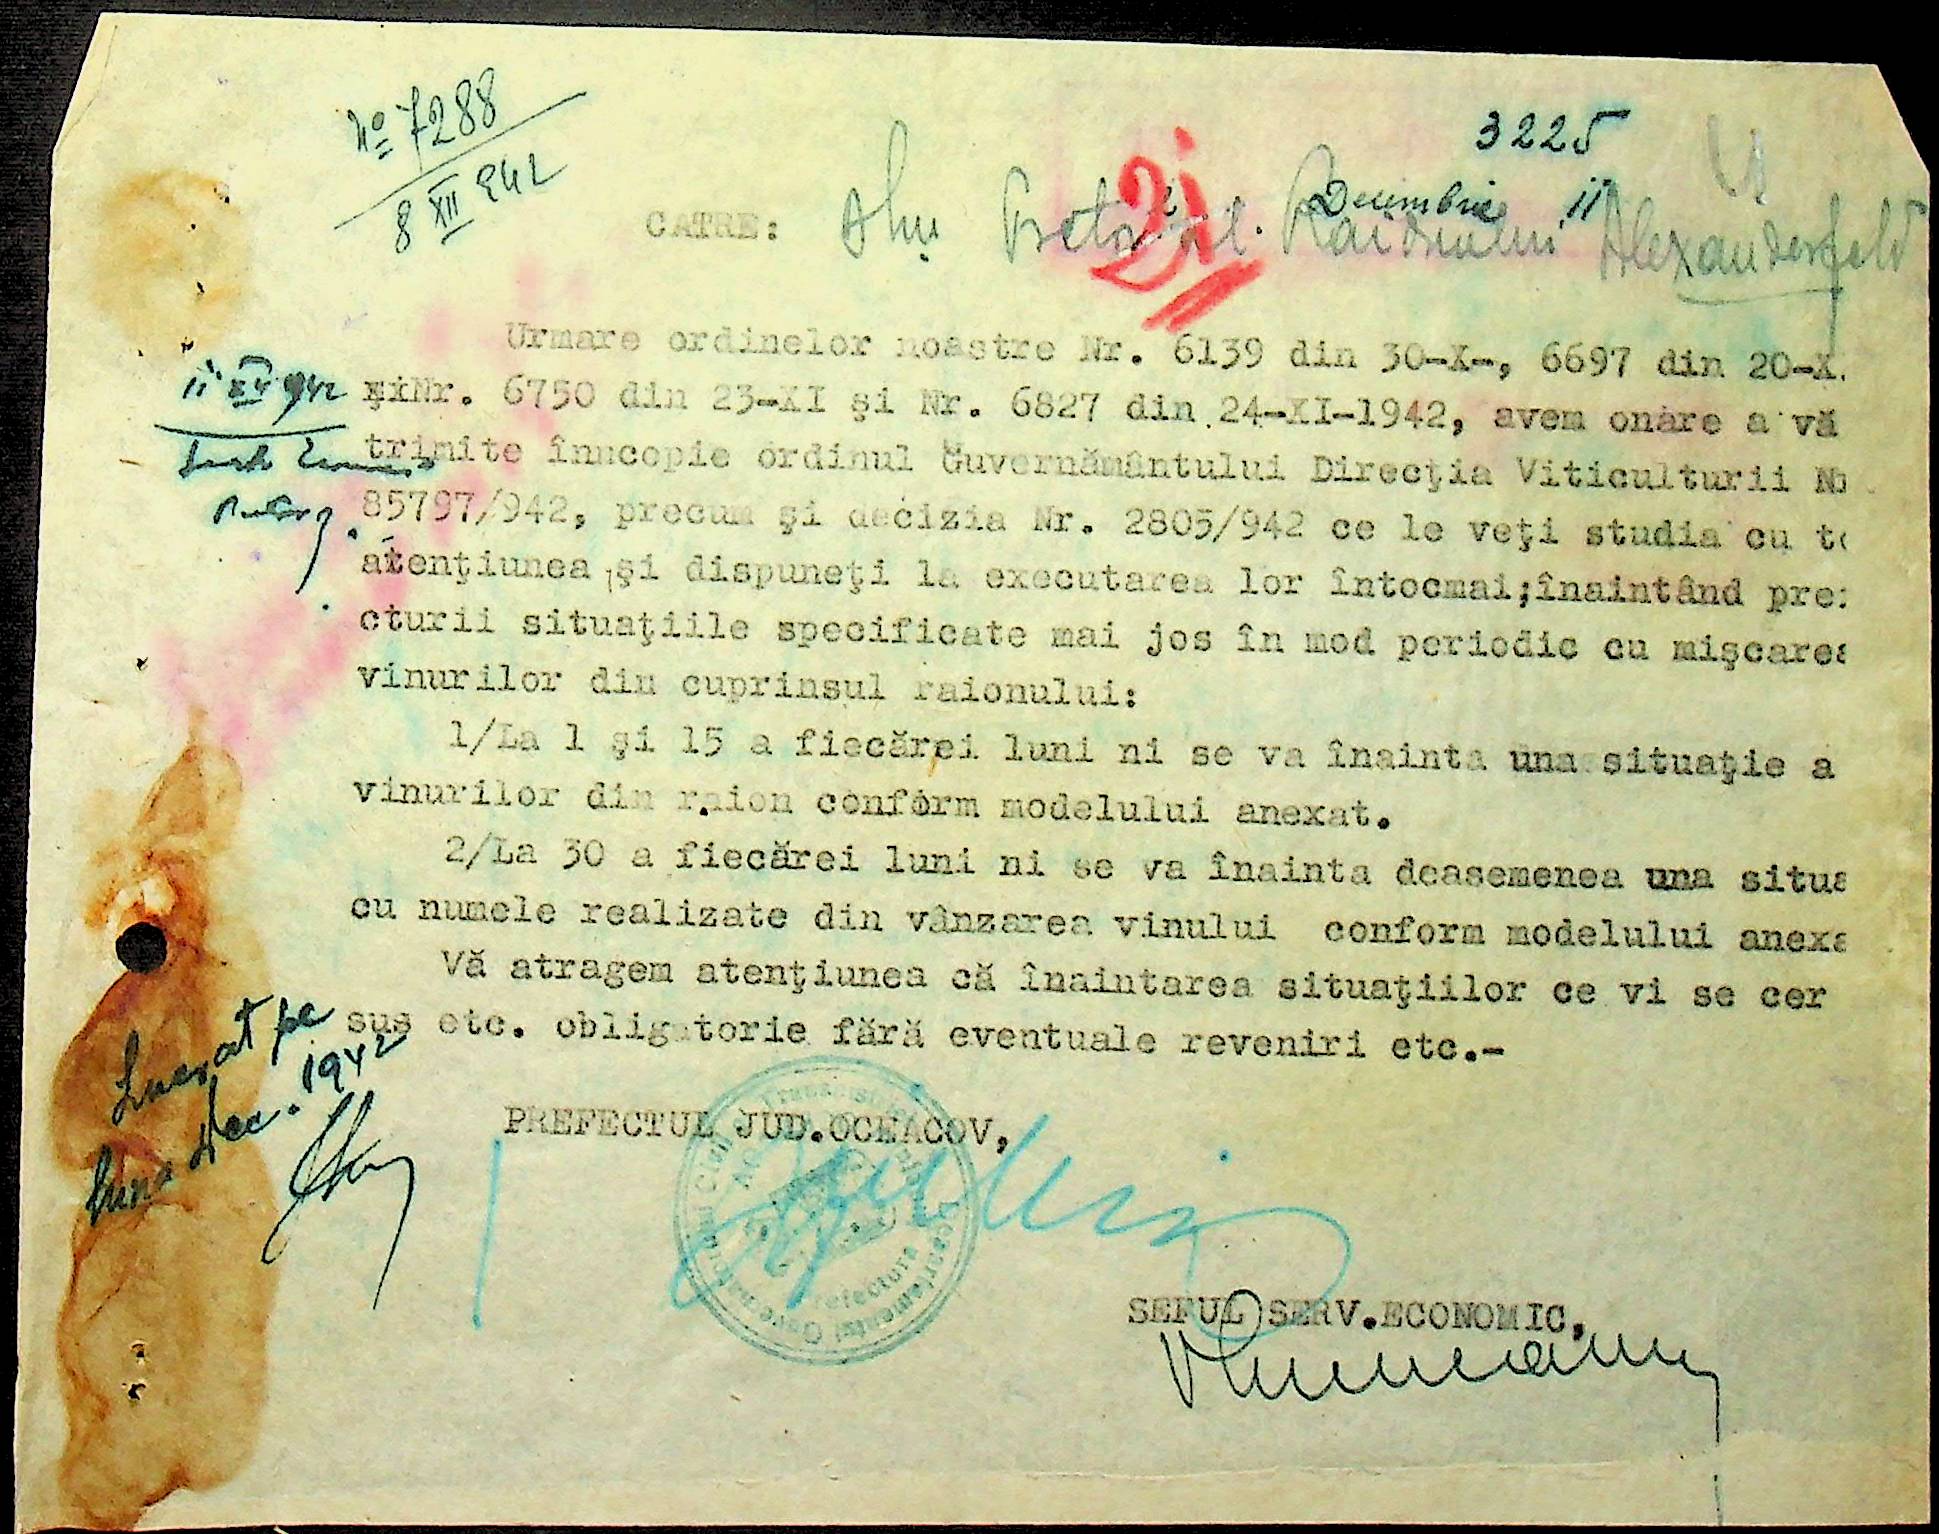 Nº 7288
8 XII 942
3225
Decembrie 11
21
CATRE: Pretor al. Raionului Alexanderfeld
Urmare ordinelor noastre Nr. 6139 din 30-X-, 6697 din 20-X.
şiNr. 6750 din 23-XI şi Nr. 6827 din 24-XI-1942, avem onare a vă
trimite înncopie ordinul Guvernământului Direcţia Viticulturii Nr
85797/942, precum şi decizia Nr. 2805/942 ce le veţi studia cu to
atenţiunea şi dispuneţi la executarea lor întocmai;înaintând pre
cturii situaţiile specificate mai jos în mod periodic cu mişcarea
vinurilor din cuprinsul raionului:
1/La 1 şi 15 a fiecărei luni ni se va înainta una situaţie a
vinurilor din raion conform modelului anexat.
2/La 30 a fiecărei luni ni se va înainta deasemenea una situa
cu numele realizate din vânzarea vinului conform modelului anexa
Vă atragem atenţiunea că înaintarea situaţiilor ce vi se cer
sus etc. obligatorie fără eventuale reveniri etc.-
11 XII 942
Lucrat pe
luna Dec. 1942
PREFECTUL JUD.OCEACOV,
Prefectura
SEFUL SERV.ECONOMIC,